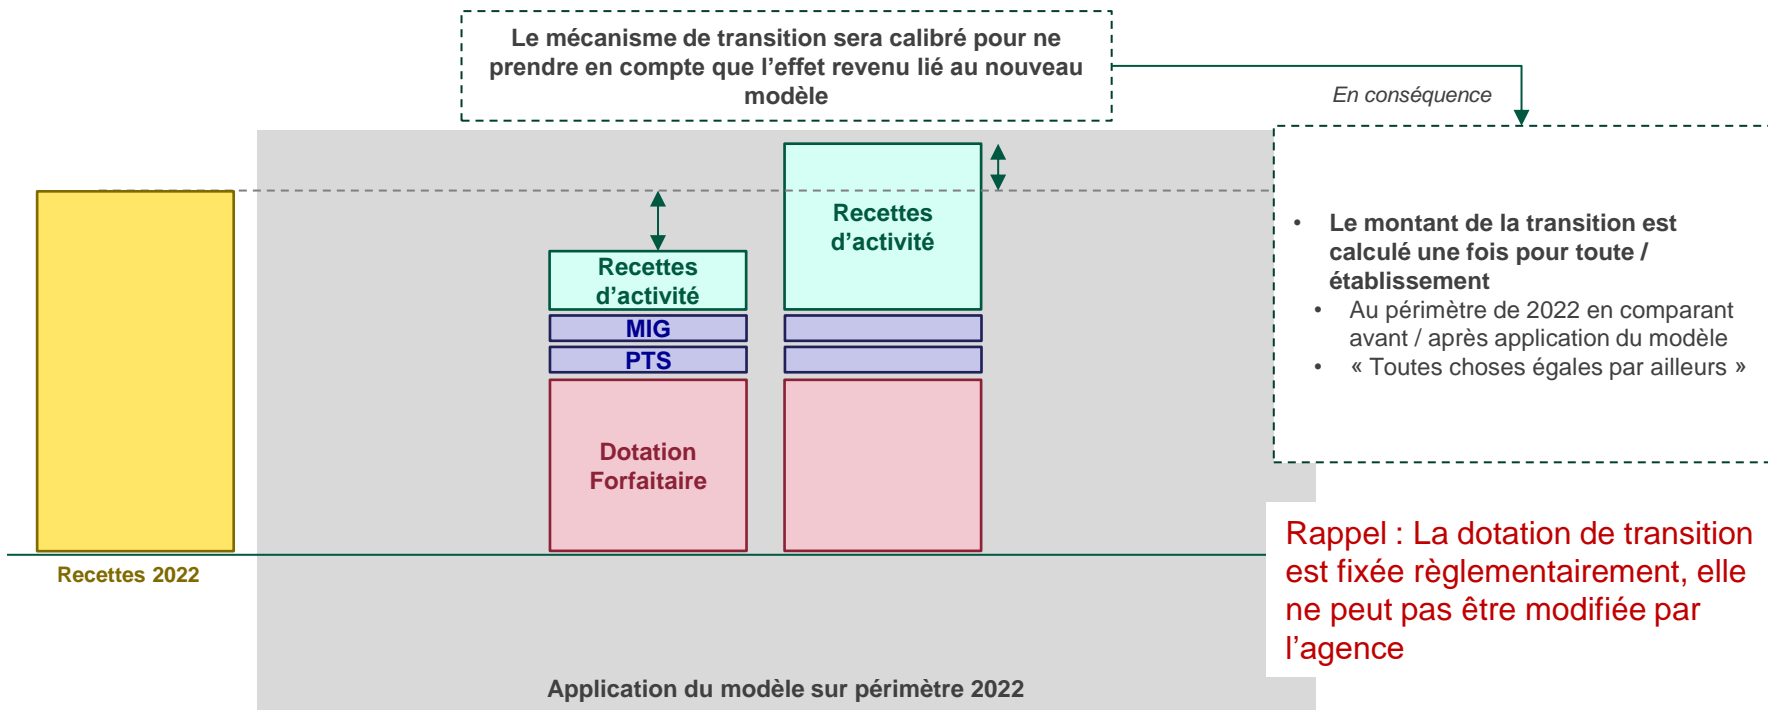 Le mécanisme de transition sera calibré pour ne
prendre en compte que l’effet revenu lié au nouveau
modèle
En conséquence
• Le montant de la transition est
calculé une fois pour toute /
établissement
• Au périmètre de 2022 en comparant
avant / après application du modèle
• « Toutes choses égales par ailleurs »
Recettes
d’activité
Recettes
d’activité
MIG
PTS
Dotation
Forfaitaire
Recettes 2022
Rappel : La dotation de transition
est fixée règlementairement, elle
ne peut pas être modifiée par
l’agence
Application du modèle sur périmètre 2022